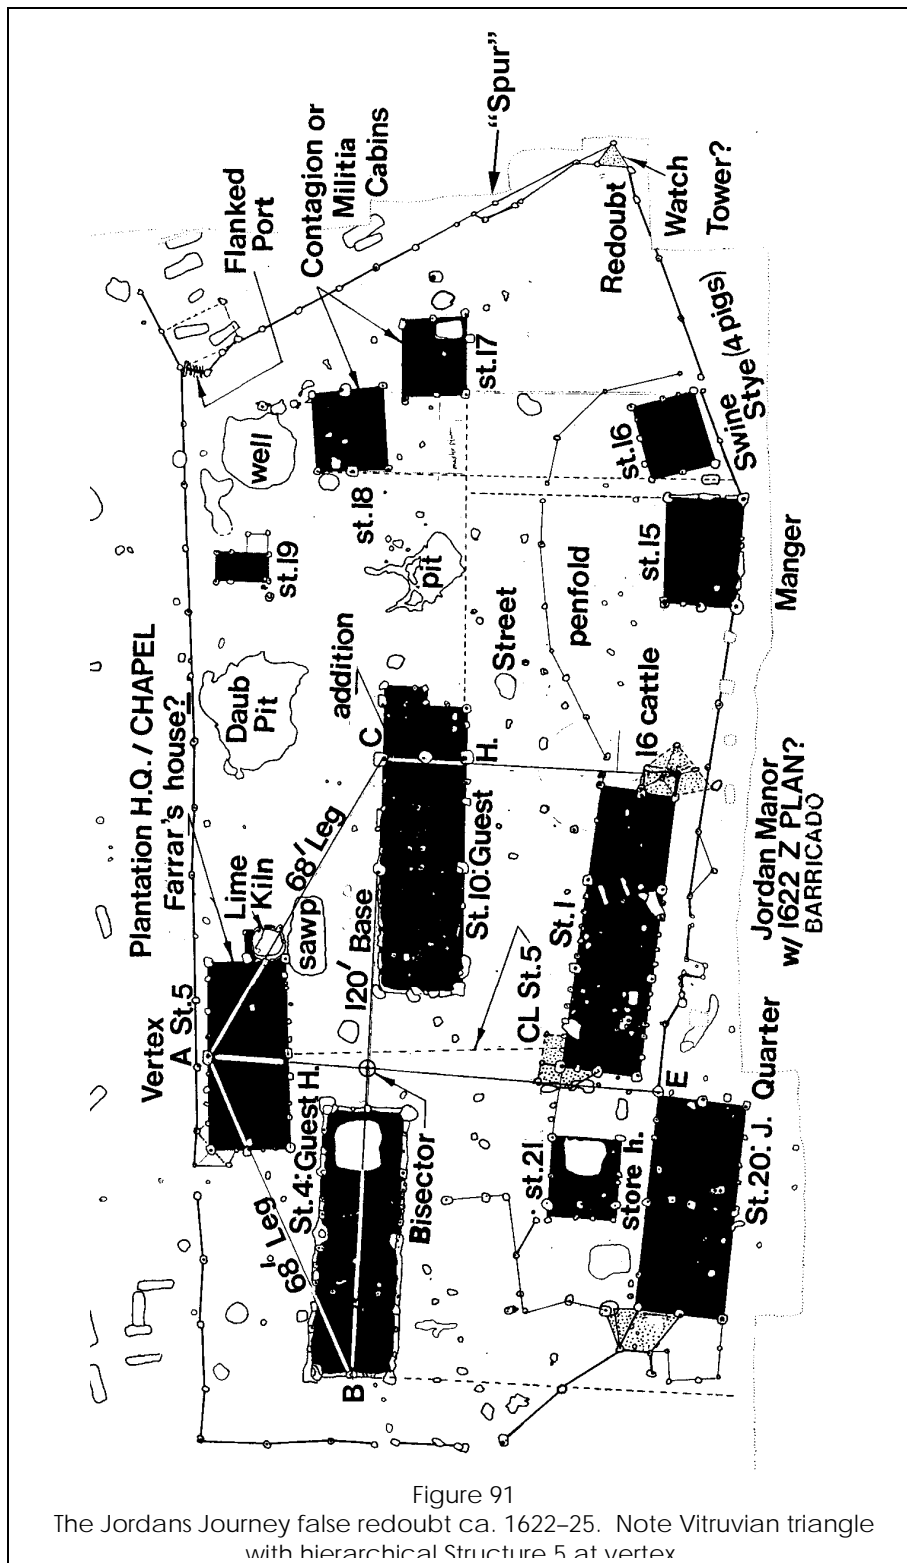 "Spur"
Contagion or
Militia
Cabins
Flanked
Port
Watch
Tower?
Redoubt
Swine
Stye (4 pigs)
st.17
st.16
well
st.18
st.15
st.19
pit
Manger
penfold
Street
Plantation H.Q. / CHAPEL
Farrar's house?
Daub
Pit
addition
C
H.
16 cattle
Lime
Kiln
sawp
68' Leg
120' Base
St.10: Guest
St.1
Jordan Manor
w/ 1622 Z PLAN?
BARRICADO
Vertex
A St.5
CL St.5
E
St.4: Guest H.
68' Leg
Bisector
st.21
store h.
St.20: J. Quarter
B
Figure 91
The Jordans Journey false redoubt ca. 1622–25. Note Vitruvian triangle
with hierarchical Structure 5 at vertex